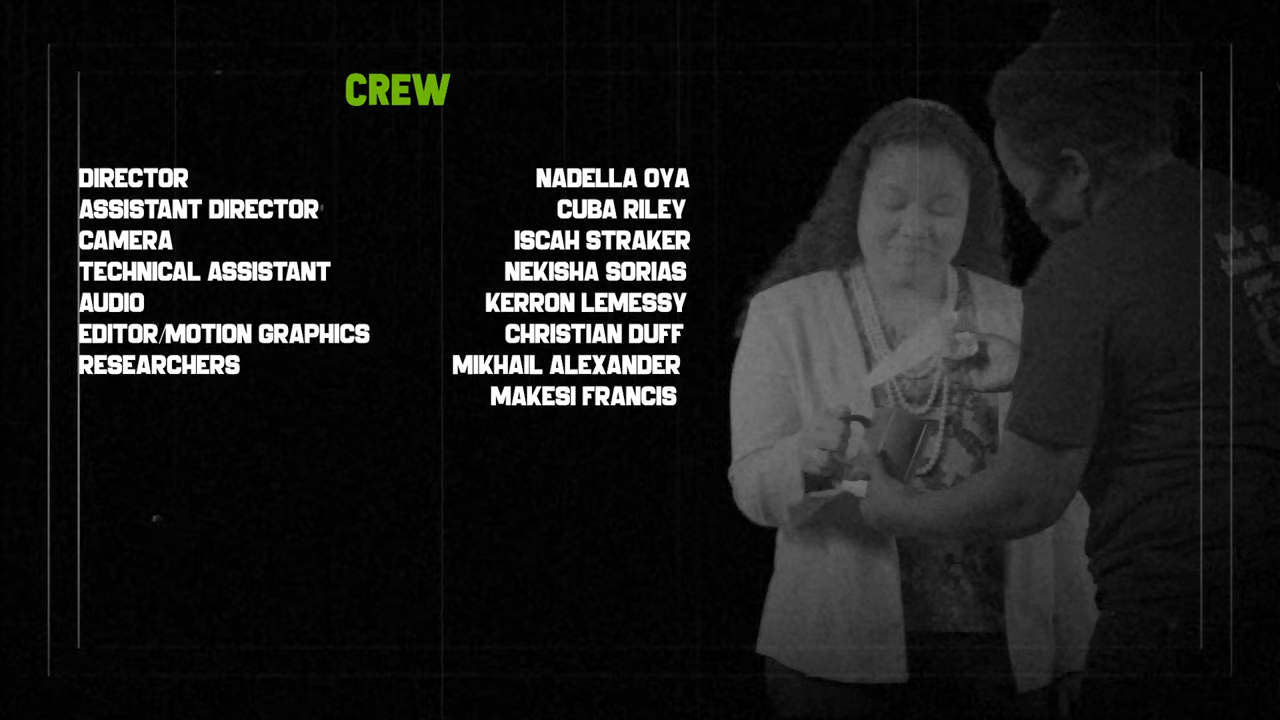 CREW
DIRECTOR NADELLA OYA
ASSISTANT DIRECTOR CUBA RILEY
CAMERA ISCAH STRAKER
TECHNICAL ASSISTANT NEKISHA SORIAS
AUDIO KERRON LEMESSY
EDITOR/MOTION GRAPHICS CHRISTIAN DUFF
RESEARCHERS MIKHAIL ALEXANDER
MAKESI FRANCIS